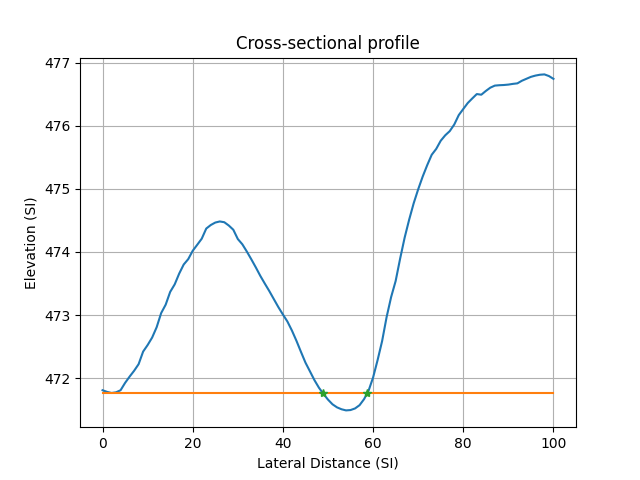 Cross-sectional profile
477
476
475
474
473
472
Elevation (SI)
0 20 40 60 80 100
Lateral Distance (SI)